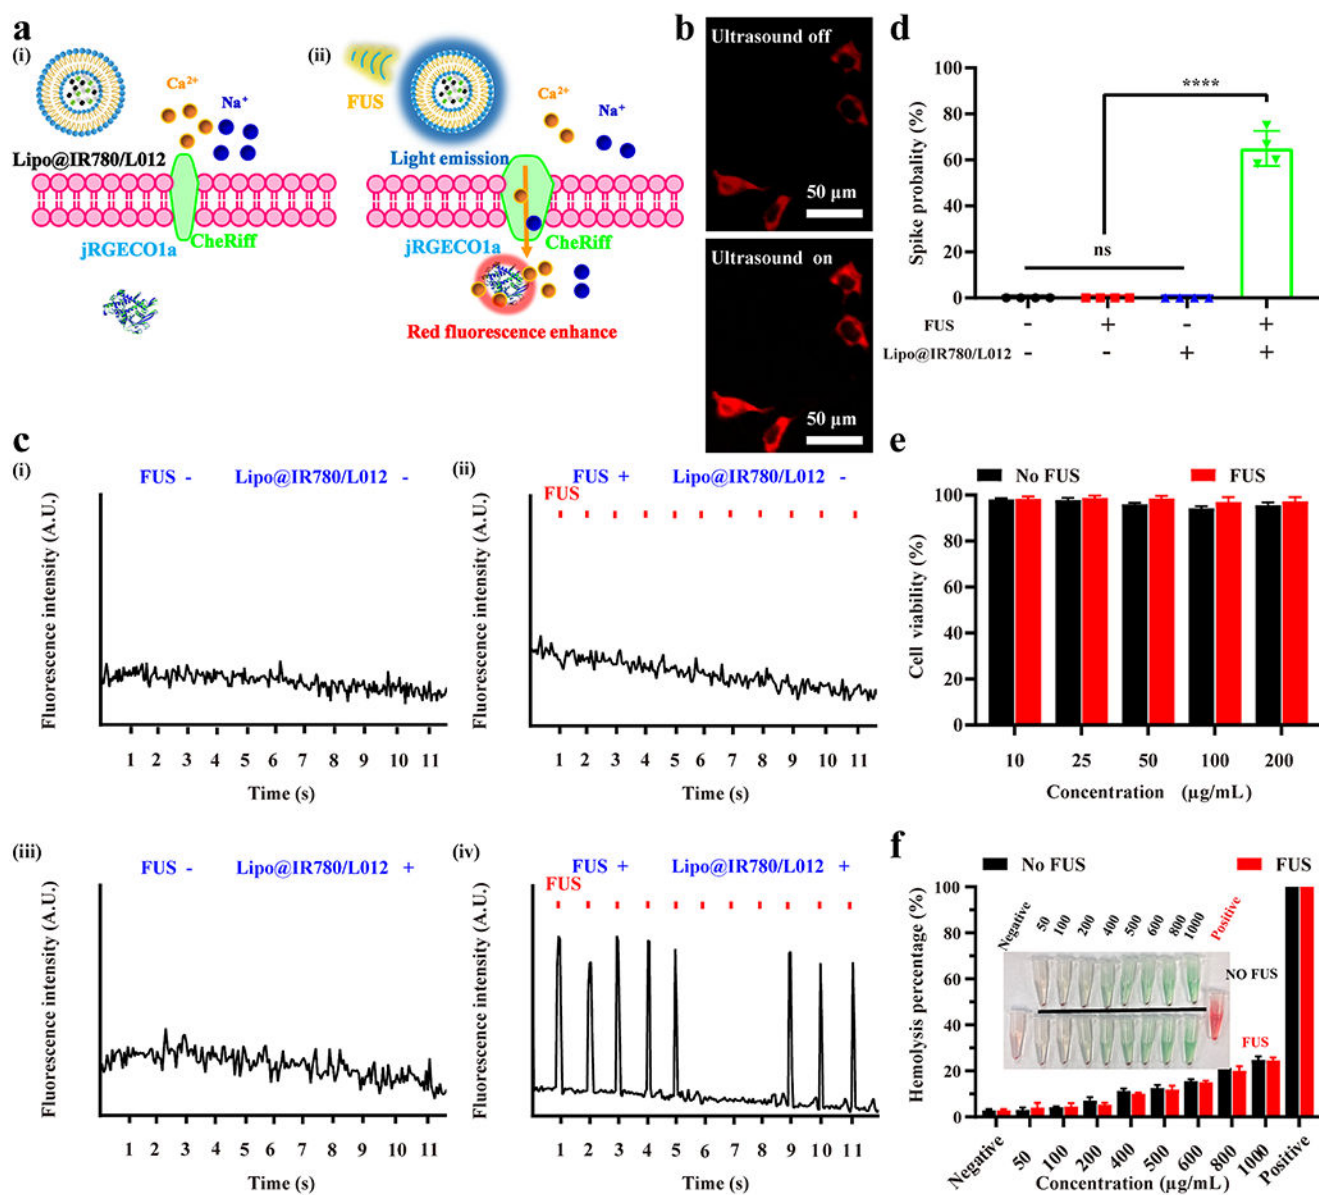 a
(i)
Ca2+
Na+
Lipo@IR780/L012
jRGECO1a
CheRiff
(ii)
FUS
Ca2+
Na+
Light emission
jRGECO1a
CheRiff
Red fluorescence enhance
b
Ultrasound off
50 µm
Ultrasound on
50 µm
c
(i)
FUS - Lipo@IR780/L012 -
Fluorescence intensity (A.U.)
1 2 3 4 5 6 7 8 9 10 11
Time (s)
(ii)
FUS + Lipo@IR780/L012 -
FUS
Fluorescence intensity (A.U.)
1 2 3 4 5 6 7 8 9 10 11
Time (s)
(iii)
FUS - Lipo@IR780/L012 +
Fluorescence intensity (A.U.)
1 2 3 4 5 6 7 8 9 10 11
Time (s)
(iv)
FUS + Lipo@IR780/L012 +
FUS
Fluorescence intensity (A.U.)
1 2 3 4 5 6 7 8 9 10 11
Time (s)
d
Spike probality (%)
100
80
60
40
20
0
****
ns
FUS - + - +
Lipo@IR780/L012 - - + +
e
No FUS FUS
Cell viability (%)
100
80
60
40
20
0
10 25 50 100 200
Concentration (µg/mL)
f
No FUS FUS
Hemolysis percentage (%)
100
80
60
40
20
0
Negative 50 100 200 400 500 600 800 1000 Positive
NO FUS
FUS
Negative 50 100 200 400 500 600 800 1000 Positive
Concentration (µg/mL)